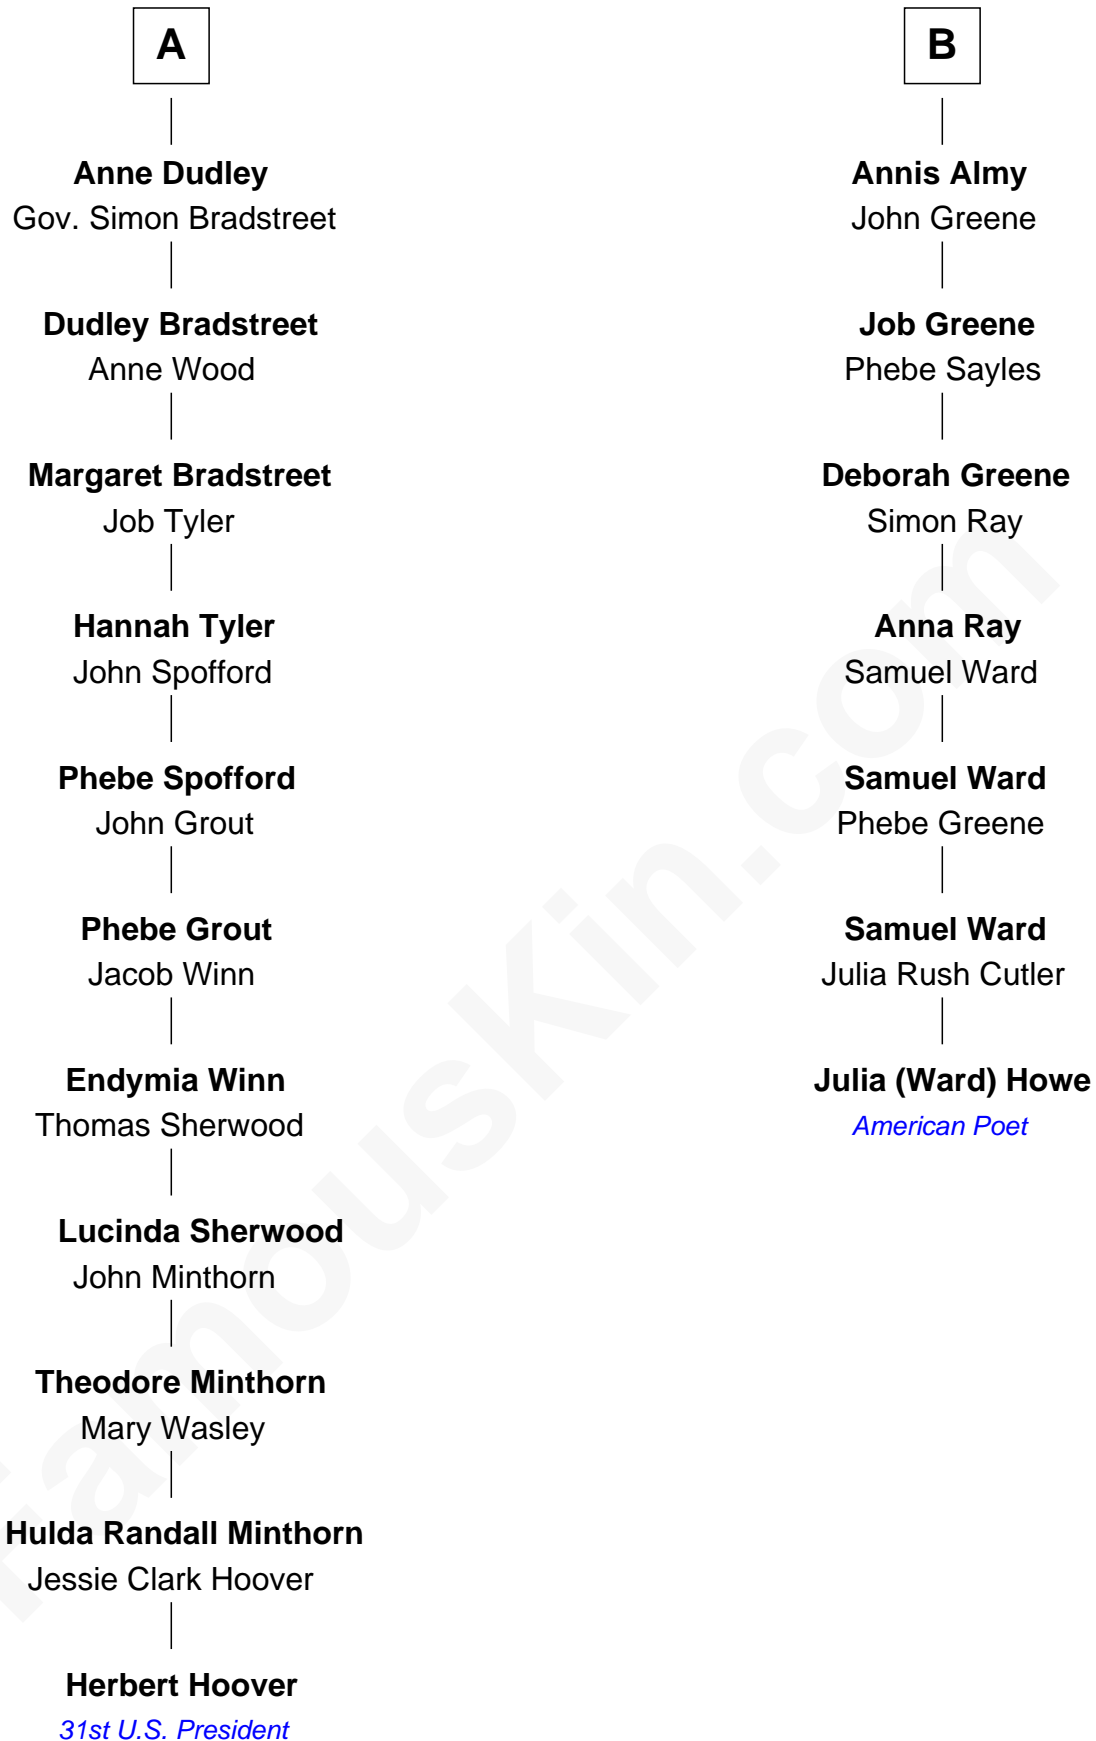 A
Anne Dudley
Gov. Simon Bradstreet
Dudley Bradstreet
Anne Wood
Margaret Bradstreet
Job Tyler
Hannah Tyler
John Spofford
Phebe Spofford
John Grout
Phebe Grout
Jacob Winn
Endymia Winn
Thomas Sherwood
Lucinda Sherwood
John Minthorn
Theodore Minthorn
Mary Wasley
Hulda Randall Minthorn
Jessie Clark Hoover
Herbert Hoover
31st U.S. President
B
Annis Almy
John Greene
Job Greene
Phebe Sayles
Deborah Greene
Simon Ray
Anna Ray
Samuel Ward
Samuel Ward
Phebe Greene
Samuel Ward
Julia Rush Cutler
Julia (Ward) Howe
American Poet
FamousKin.com